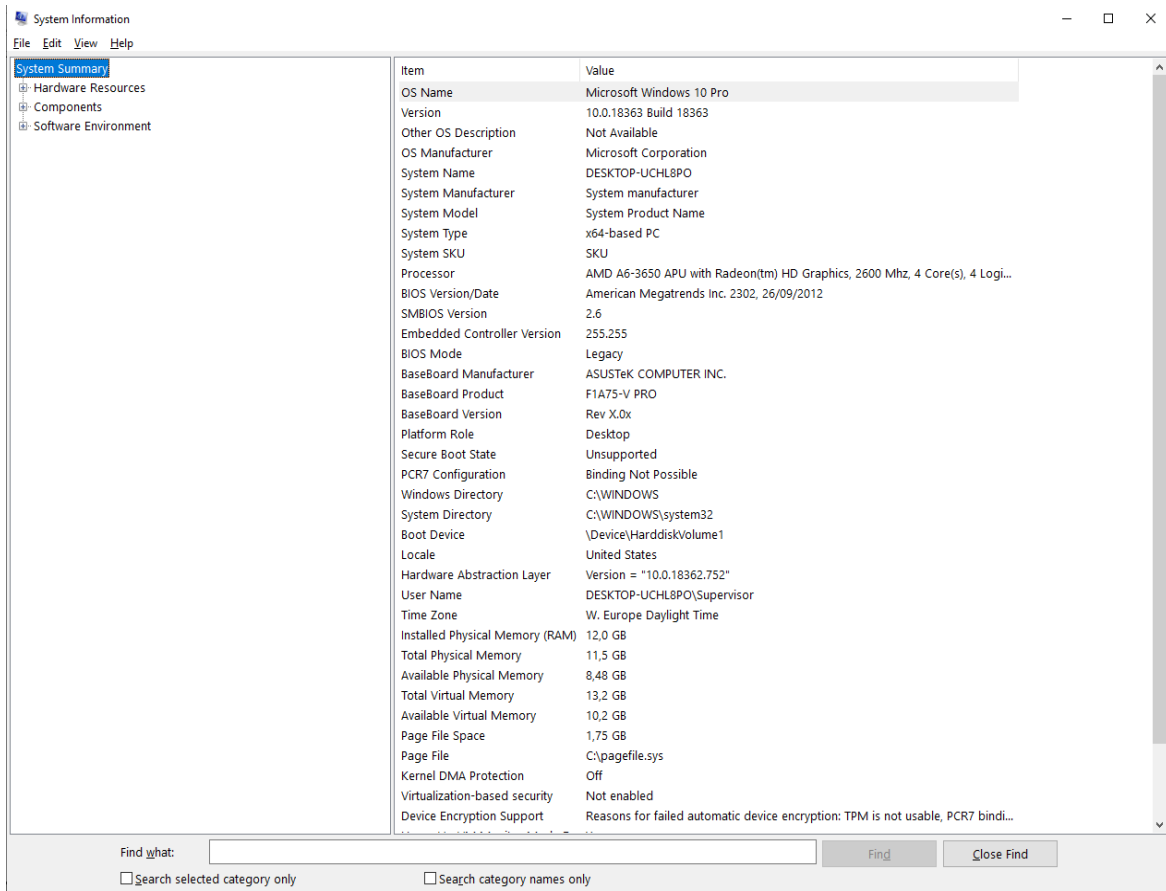 System Information
File Edit View Help
System Summary
Hardware Resources
Components
Software Environment
Item Value
OS Name Microsoft Windows 10 Pro
Version 10.0.18363 Build 18363
Other OS Description Not Available
OS Manufacturer Microsoft Corporation
System Name DESKTOP-UCHL8PO
System Manufacturer System manufacturer
System Model System Product Name
System Type x64-based PC
System SKU SKU
Processor AMD A6-3650 APU with Radeon(tm) HD Graphics, 2600 Mhz, 4 Core(s), 4 Logi...
BIOS Version/Date American Megatrends Inc. 2302, 26/09/2012
SMBIOS Version 2.6
Embedded Controller Version 255.255
BIOS Mode Legacy
BaseBoard Manufacturer ASUSTeK COMPUTER INC.
BaseBoard Product F1A75-V PRO
BaseBoard Version Rev X.0x
Platform Role Desktop
Secure Boot State Unsupported
PCR7 Configuration Binding Not Possible
Windows Directory C:\WINDOWS
System Directory C:\WINDOWS\system32
Boot Device \Device\HarddiskVolume1
Locale United States
Hardware Abstraction Layer Version = "10.0.18362.752"
User Name DESKTOP-UCHL8PO\Supervisor
Time Zone W. Europe Daylight Time
Installed Physical Memory (RAM) 12,0 GB
Total Physical Memory 11,5 GB
Available Physical Memory 8,48 GB
Total Virtual Memory 13,2 GB
Available Virtual Memory 10,2 GB
Page File Space 1,75 GB
Page File C:\pagefile.sys
Kernel DMA Protection Off
Virtualization-based security Not enabled
Device Encryption Support Reasons for failed automatic device encryption: TPM is not usable, PCR7 bindi...
Find what: Find Close Find
Search selected category only Search category names only